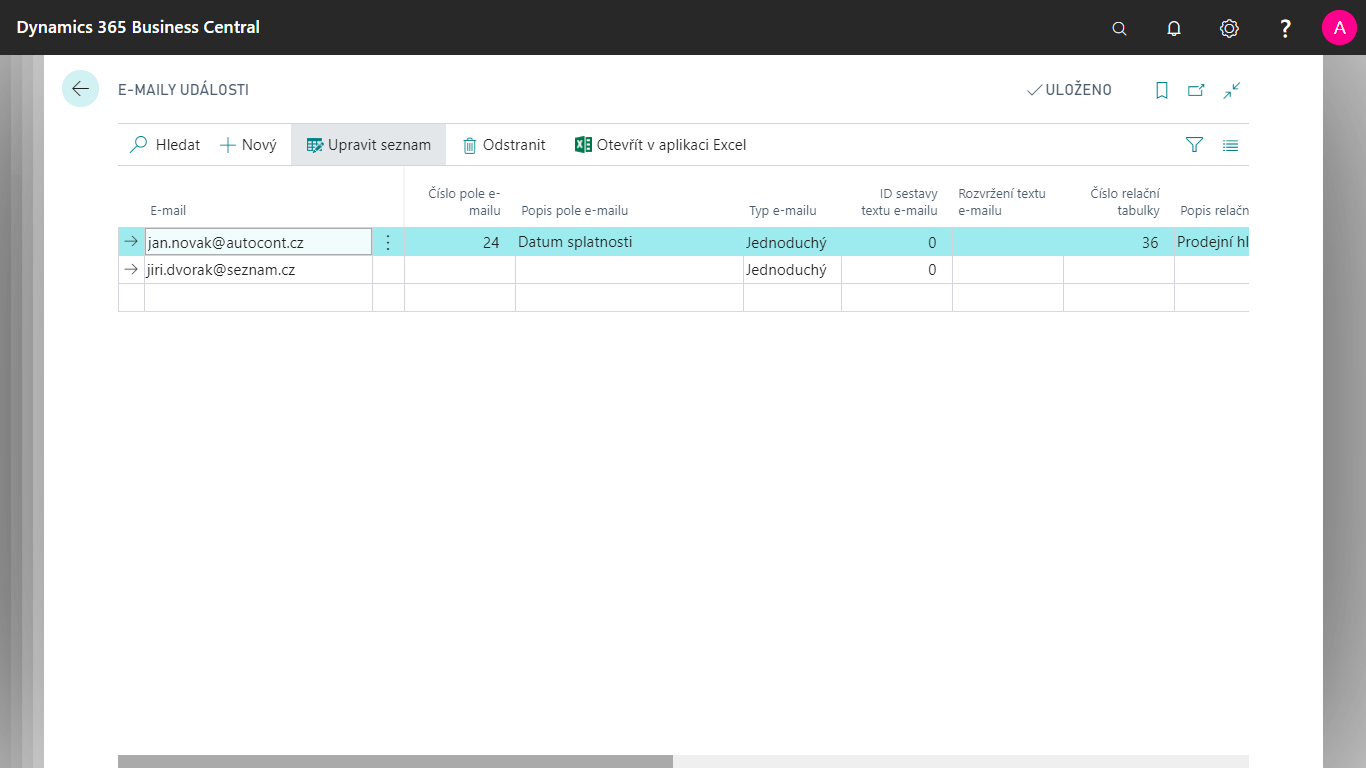 Dynamics 365 Business Central
?
A
E-MAILY UDÁLOSTI
ULOŽENO
Hledat Nový Upravit seznam Odstranit Otevřít v aplikaci Excel
E-mail Číslo pole e-mailu Popis pole e-mailu Typ e-mailu ID sestavy textu e-mailu Rozvržení textu e-mailu Číslo relační tabulky Popis relačn
jan.novak@autocont.cz 24 Datum splatnosti Jednoduchý 0 36 Prodejní hl
jiri.dvorak@seznam.cz Jednoduchý 0